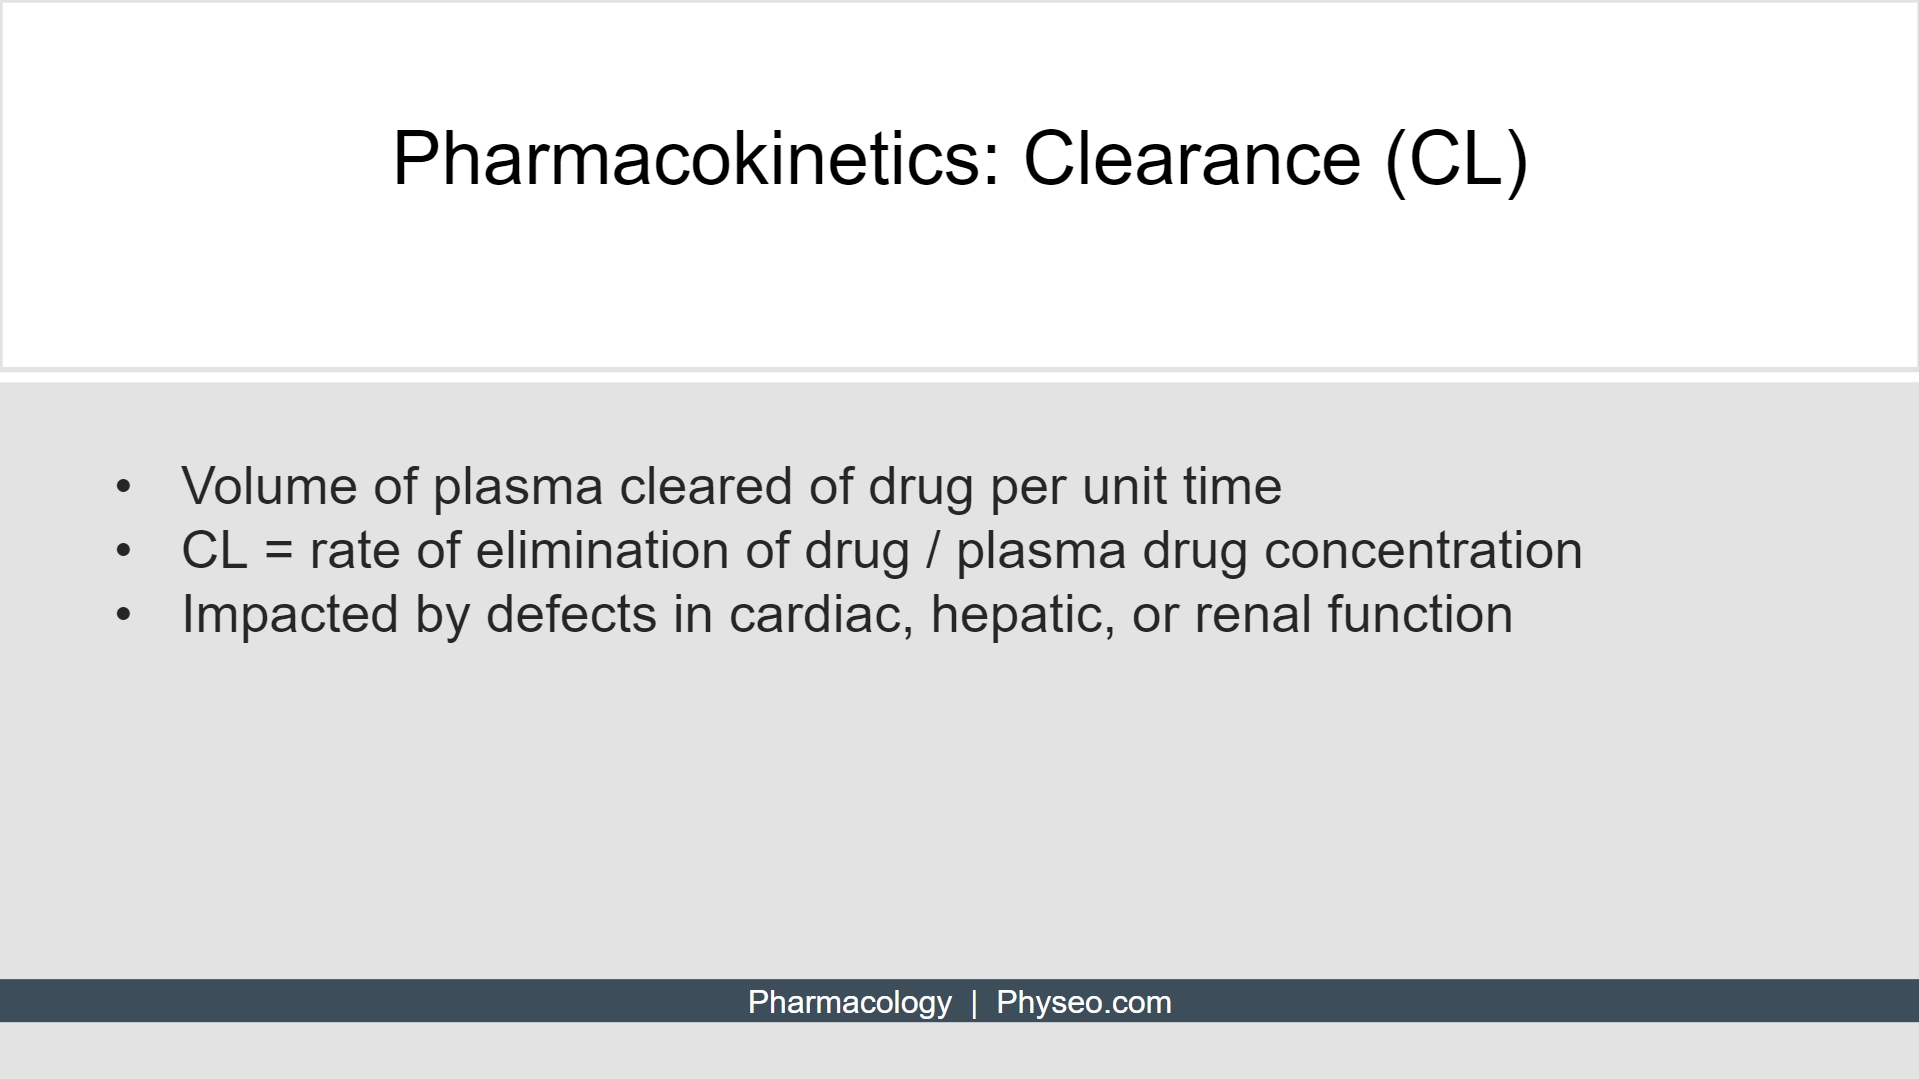 Pharmacokinetics: Clearance (CL)
• Volume of plasma cleared of drug per unit time
• CL = rate of elimination of drug / plasma drug concentration
• Impacted by defects in cardiac, hepatic, or renal function
Pharmacology | Physeo.com